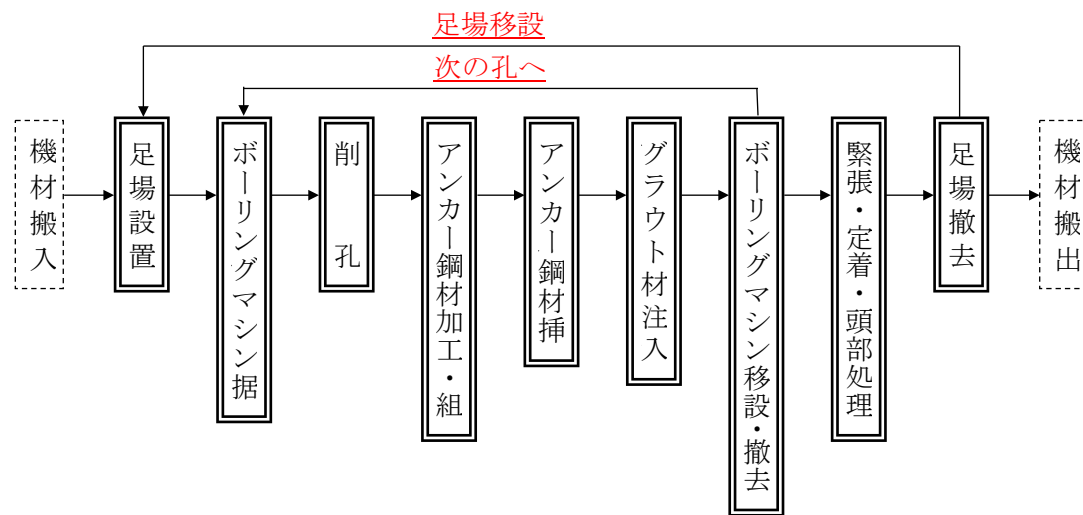 足場移設
次の孔へ
機材搬入
足場設置
ボーリングマシン据
削孔
アンカー鋼材加工・組
アンカー鋼材挿
グラウト材注入
ボーリングマシン移設・撤去
緊張・定着・頭部処理
足場撤去
機材搬出